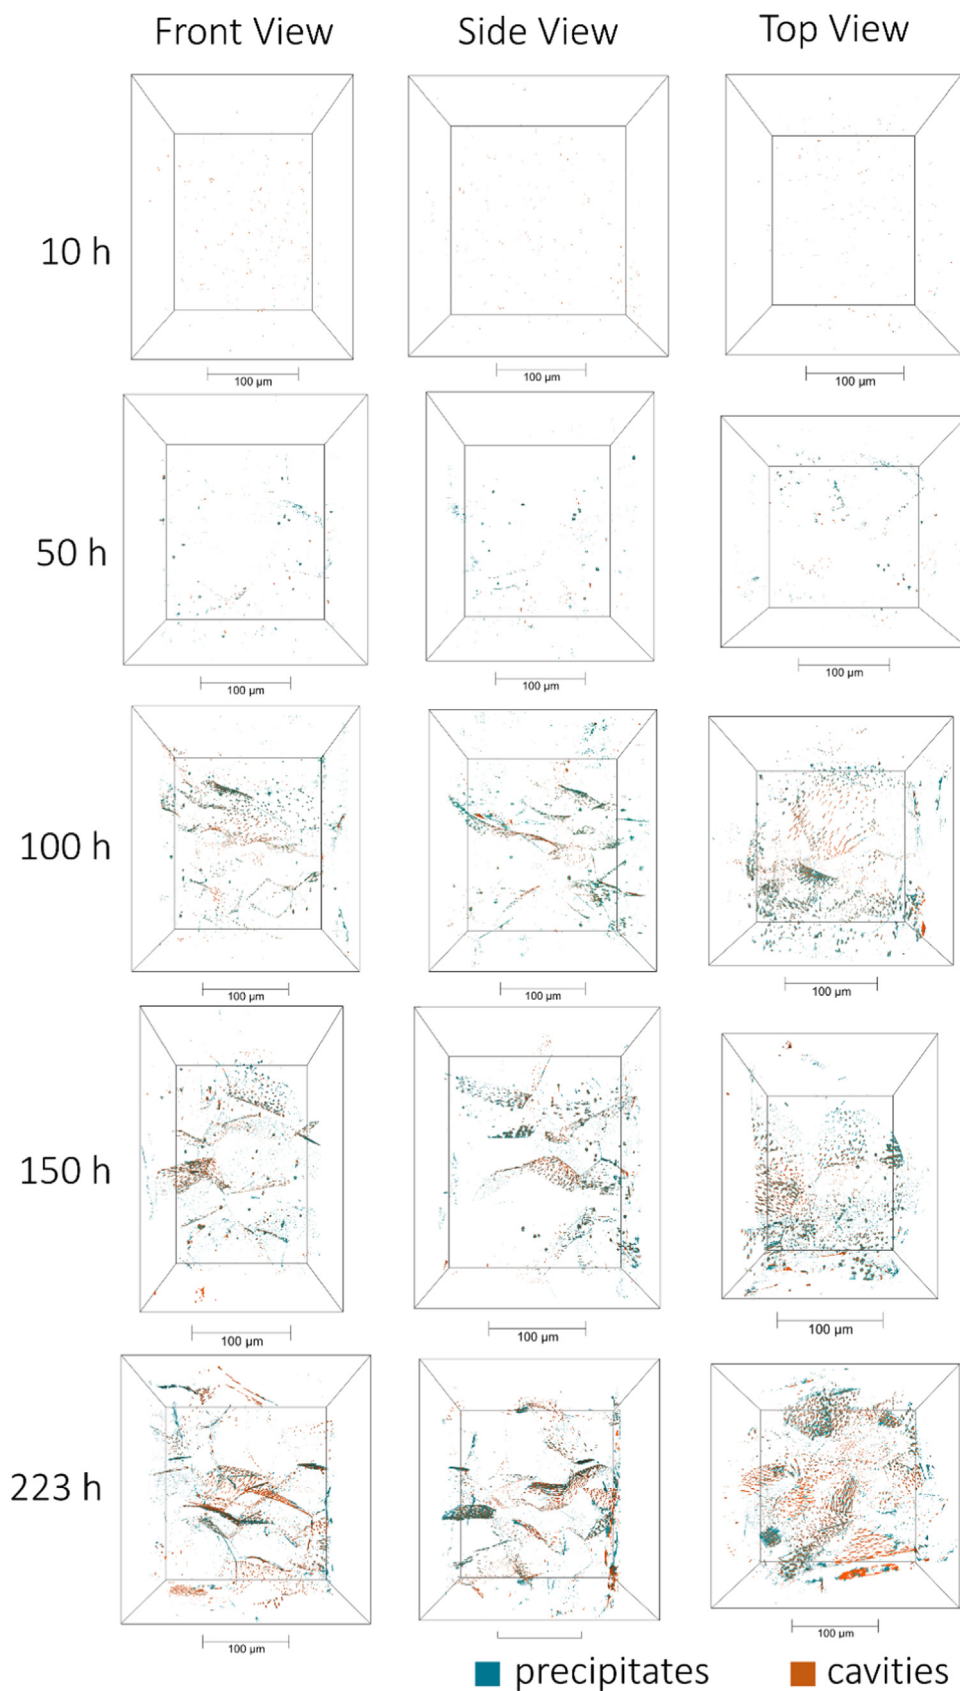 Front View Side View Top View
10 h
100 µm 100 µm 100 µm
50 h
100 µm 100 µm 100 µm
100 h
100 µm 100 µm 100 µm
150 h
100 µm 100 µm 100 µm
223 h
100 µm 100 µm
precipitates cavities